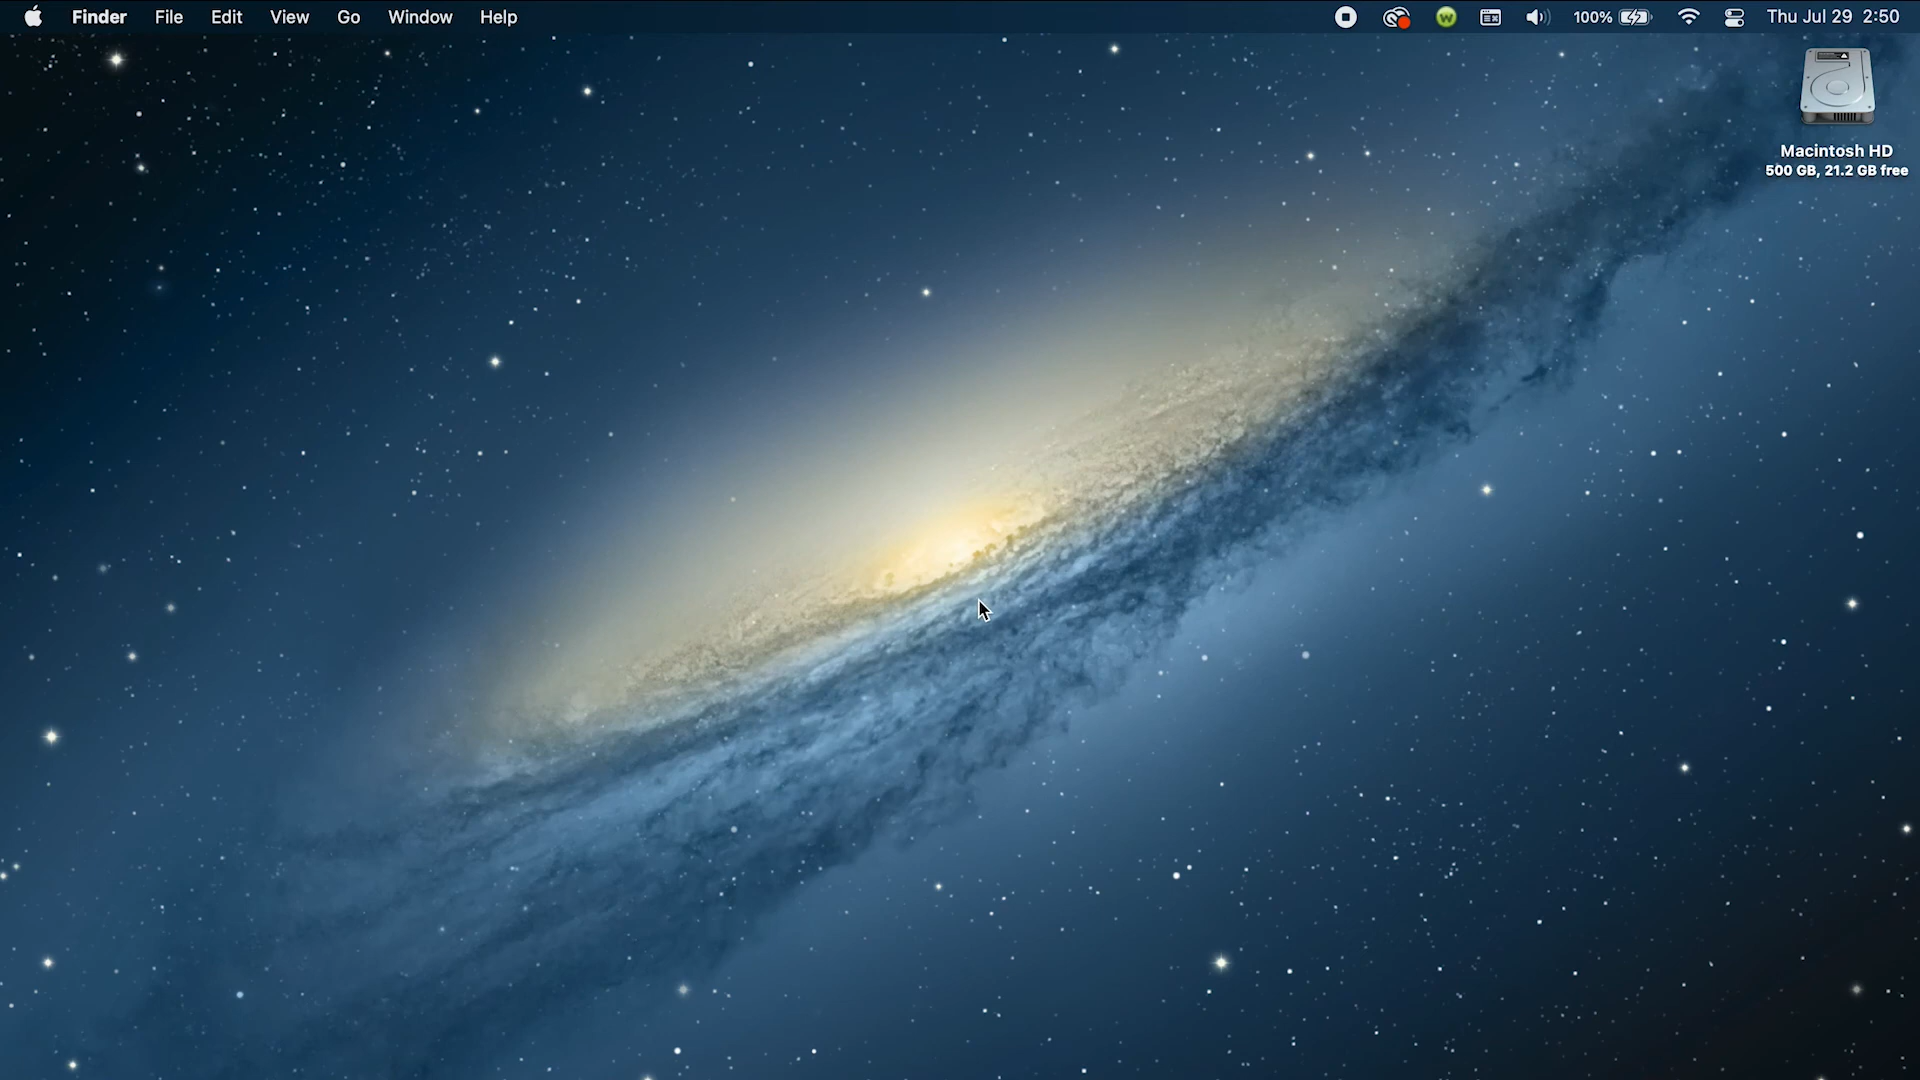 Finder File Edit View Go Window Help W 100% Thu Jul 29 2:50
Macintosh HD
500 GB, 21.2 GB free